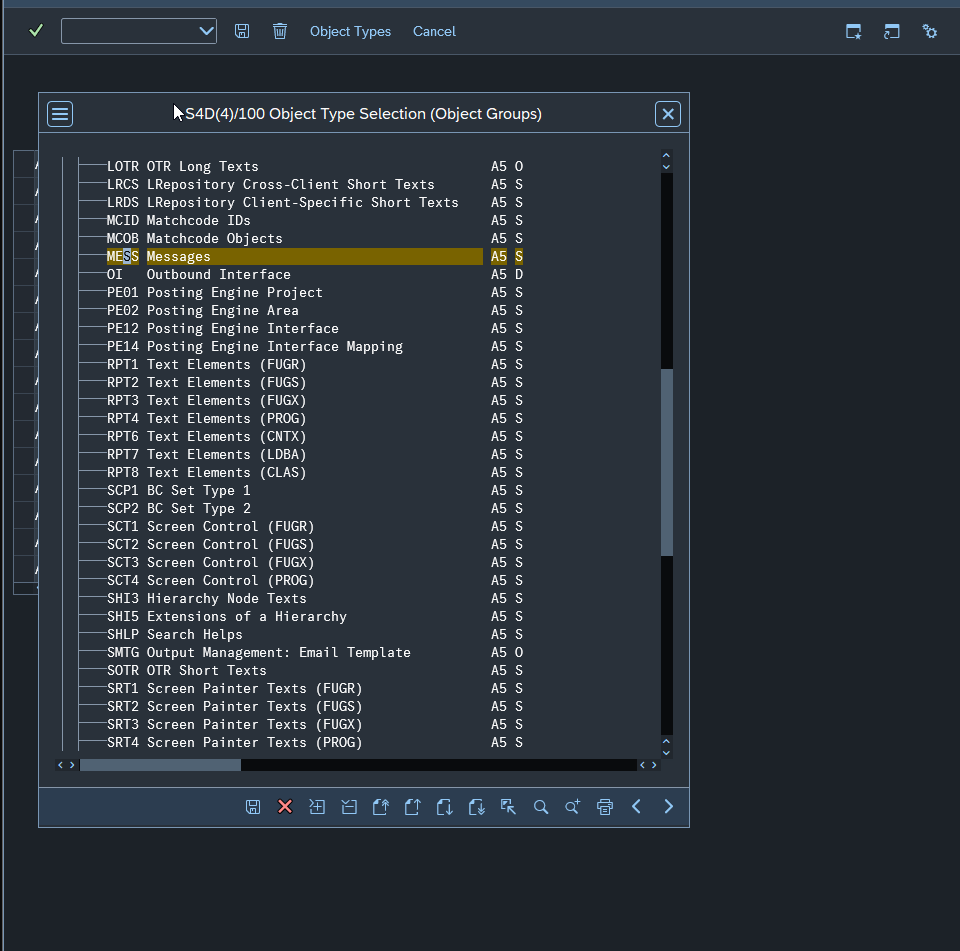 Object Types Cancel
S4D(4)/100 Object Type Selection (Object Groups)
LOTR OTR Long Texts A5 O
LRCS LRepository Cross-Client Short Texts A5 S
LRDS LRepository Client-Specific Short Texts A5 S
MCID Matchcode IDs A5 S
MCOB Matchcode Objects A5 S
MESS Messages A5 S
OI Outbound Interface A5 D
PE01 Posting Engine Project A5 S
PE02 Posting Engine Area A5 S
PE12 Posting Engine Interface A5 S
PE14 Posting Engine Interface Mapping A5 S
RPT1 Text Elements (FUGR) A5 S
RPT2 Text Elements (FUGS) A5 S
RPT3 Text Elements (FUGX) A5 S
RPT4 Text Elements (PROG) A5 S
RPT6 Text Elements (CNTX) A5 S
RPT7 Text Elements (LDBA) A5 S
RPT8 Text Elements (CLAS) A5 S
SCP1 BC Set Type 1 A5 S
SCP2 BC Set Type 2 A5 S
SCT1 Screen Control (FUGR) A5 S
SCT2 Screen Control (FUGS) A5 S
SCT3 Screen Control (FUGX) A5 S
SCT4 Screen Control (PROG) A5 S
SHI3 Hierarchy Node Texts A5 S
SHI5 Extensions of a Hierarchy A5 S
SHLP Search Helps A5 S
SMTG Output Management: Email Template A5 O
SOTR OTR Short Texts A5 S
SRT1 Screen Painter Texts (FUGR) A5 S
SRT2 Screen Painter Texts (FUGS) A5 S
SRT3 Screen Painter Texts (FUGX) A5 S
SRT4 Screen Painter Texts (PROG) A5 S